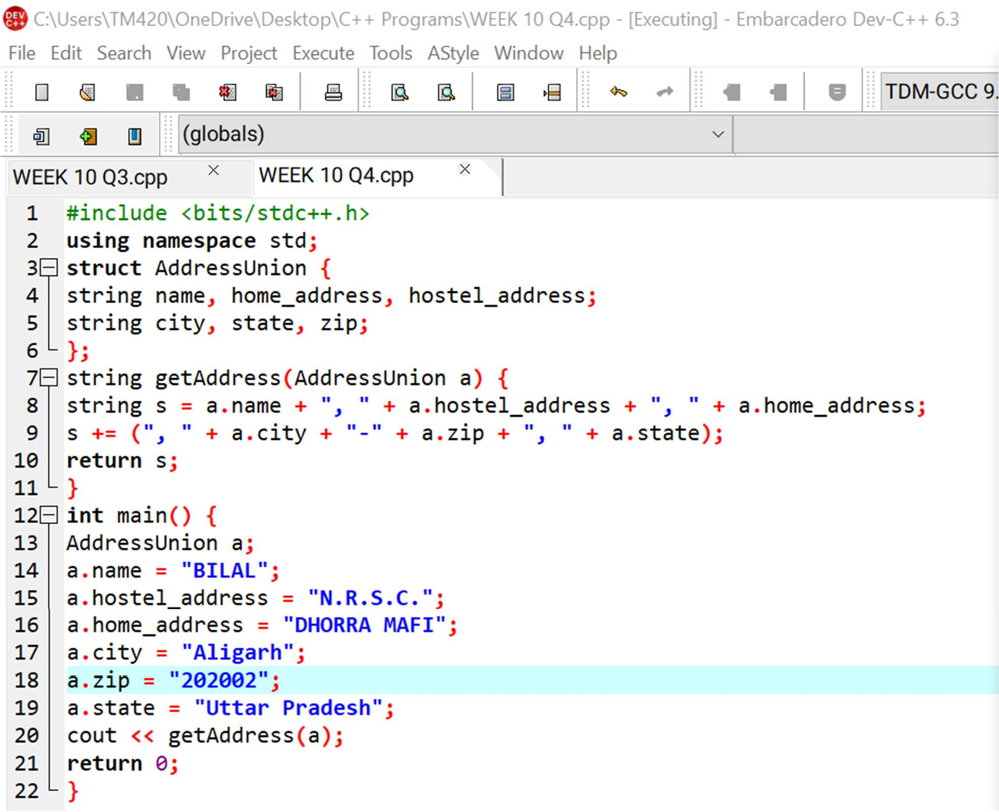 DEV C++ C:\Users\TM420\OneDrive\Desktop\C++ Programs\WEEK 10 Q4.cpp - [Executing] - Embarcadero Dev-C++ 6.3
File Edit Search View Project Execute Tools AStyle Window Help
TDM-GCC 9.
(globals)
WEEK 10 Q3.cpp WEEK 10 Q4.cpp
1 #include <bits/stdc++.h>
2 using namespace std;
3 struct AddressUnion {
4 string name, home_address, hostel_address;
5 string city, state, zip;
6 };
7 string getAddress(AddressUnion a) {
8 string s = a.name + ", " + a.hostel_address + ", " + a.home_address;
9 s += (", " + a.city + "-" + a.zip + ", " + a.state);
10 return s;
11 }
12 int main() {
13 AddressUnion a;
14 a.name = "BILAL";
15 a.hostel_address = "N.R.S.C.";
16 a.home_address = "DHORRA MAFI";
17 a.city = "Aligarh";
18 a.zip = "202002";
19 a.state = "Uttar Pradesh";
20 cout << getAddress(a);
21 return 0;
22 }